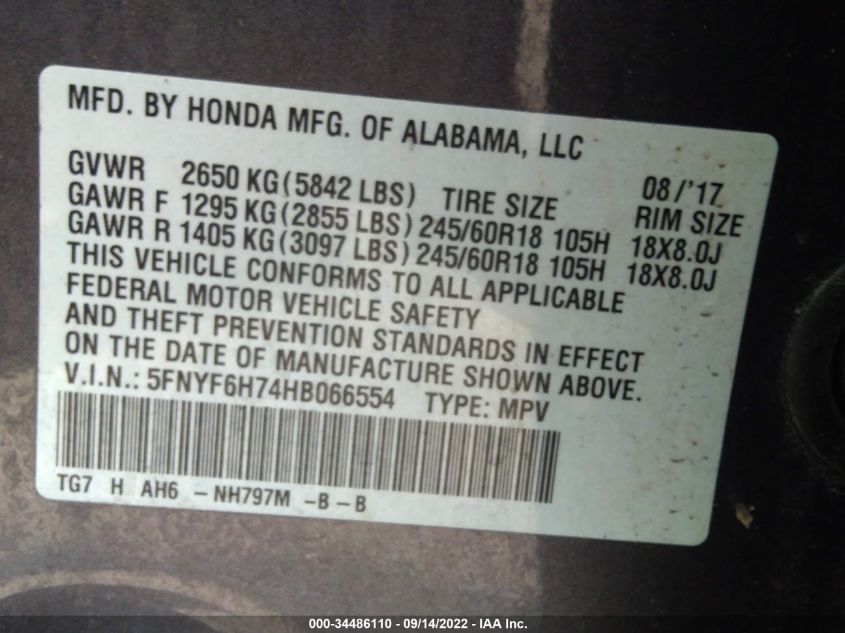 MFD. BY HONDA MFG. OF ALABAMA, LLC
08/'17
GVWR 2650 KG (5842 LBS) TIRE SIZE RIM SIZE
GAWR F 1295 KG (2855 LBS) 245/60R18 105H 18X8.0J
GAWR R 1405 KG (3097 LBS) 245/60R18 105H 18X8.0J
THIS VEHICLE CONFORMS TO ALL APPLICABLE
FEDERAL MOTOR VEHICLE SAFETY
AND THEFT PREVENTION STANDARDS IN EFFECT
ON THE DATE OF MANUFACTURE SHOWN ABOVE.
V.I.N.: 5FNYF6H74HB066554 TYPE: MPV
TG7 H AH6 - NH797M - B - B
000-34486110 - 09/14/2022 - IAA Inc.